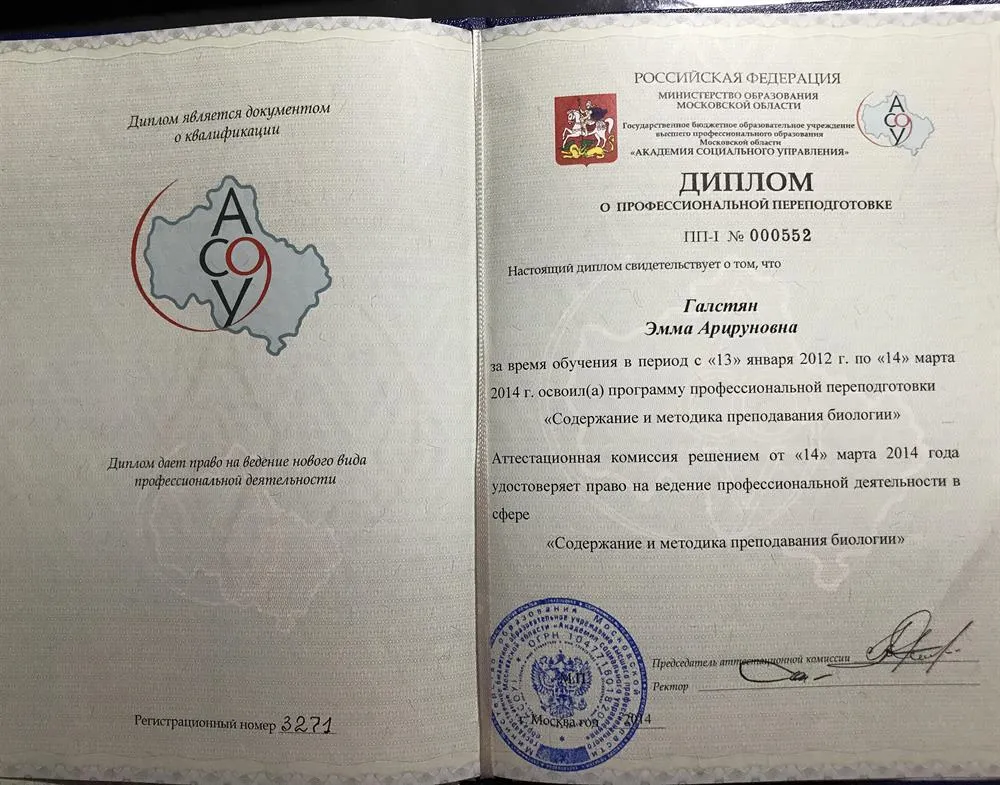 Диплом является документом
о квалификации
А
СО
У
Диплом дает право на ведение нового вида
профессиональной деятельности
Регистрационный номер 3271
РОССИЙСКАЯ ФЕДЕРАЦИЯ
МИНИСТЕРСТВО ОБРАЗОВАНИЯ
МОСКОВСКОЙ ОБЛАСТИ
Государственное бюджетное образовательное учреждение
высшего профессионального образования
Московской области
«АКАДЕМИЯ СОЦИАЛЬНОГО УПРАВЛЕНИЯ»
А
СО
У
ДИПЛОМ
О ПРОФЕССИОНАЛЬНОЙ ПЕРЕПОДГОТОВКЕ
ПП-I № 000552
Настоящий диплом свидетельствует о том, что
Галстян
Эмма Арируновна
за время обучения в период с «13» января 2012 г. по «14» марта
2014 г. освоил(а) программу профессиональной переподготовки
«Содержание и методика преподавания биологии»
Аттестационная комиссия решением от «14» марта 2014 года
удостоверяет право на ведение профессиональной деятельности в
сфере
«Содержание и методика преподавания биологии»
Председатель аттестационной комиссии
Ректор
М.П.
г. Москва год 2014